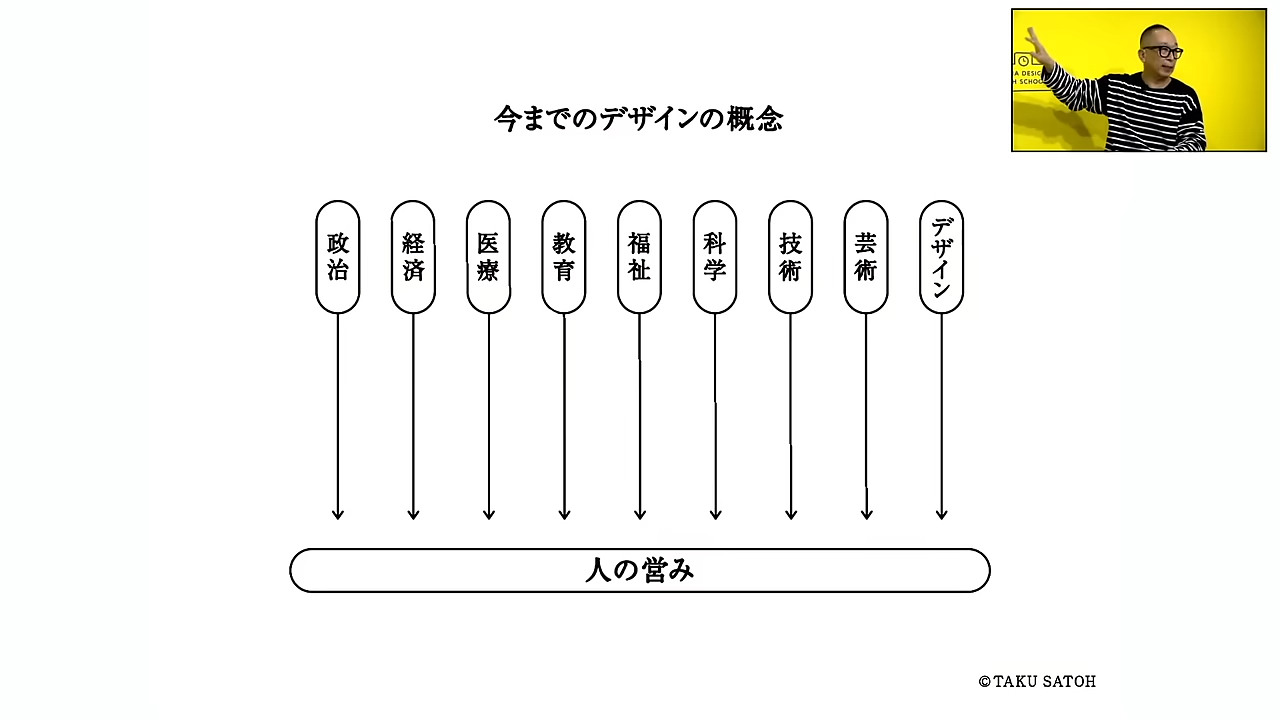 今までのデザインの概念
政治
経済
医療
教育
福祉
科学
技術
芸術
デザイン
人の営み
©TAKU SATOH